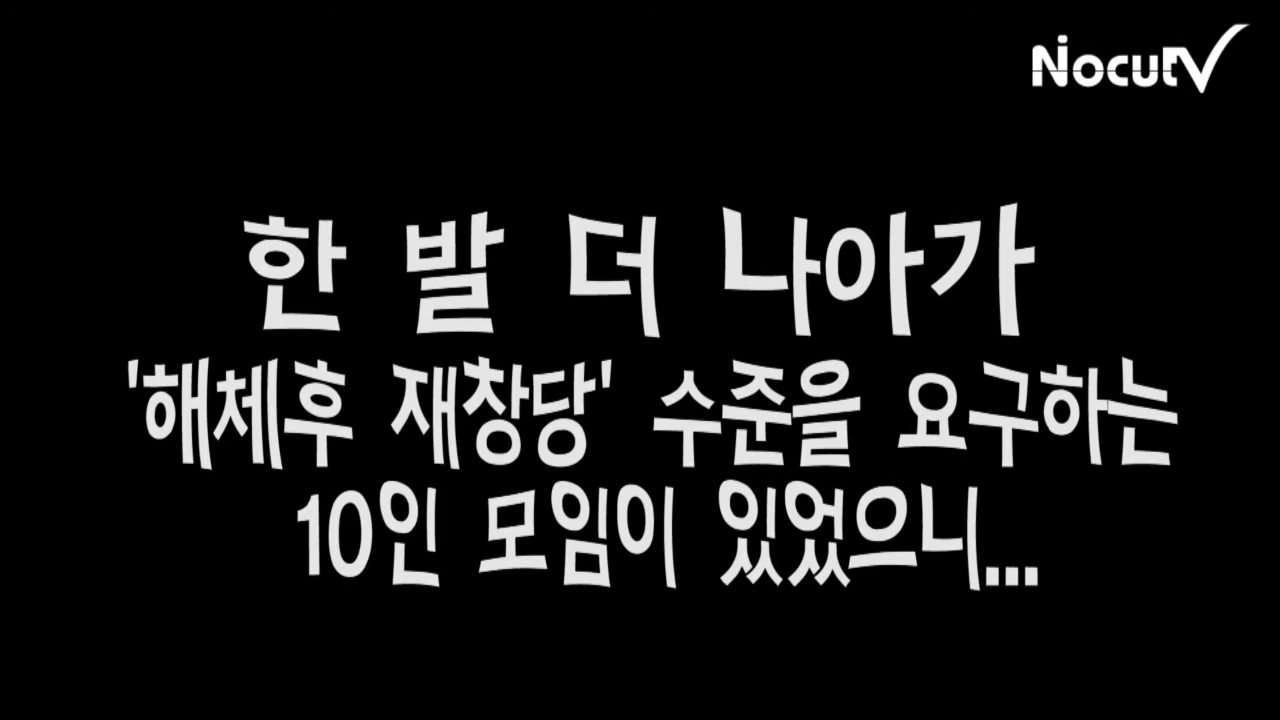 NocutV
한 발 더 나아가
'해체후 재창당' 수준을 요구하는
10인 모임이 있었으니...